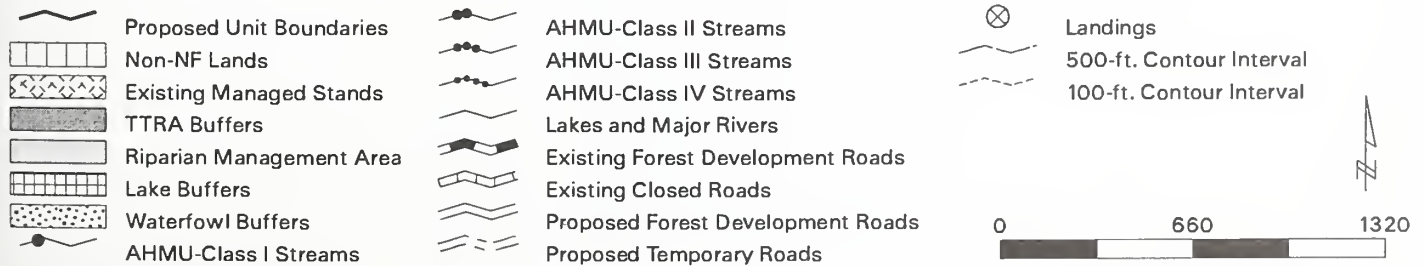 Proposed Unit Boundaries
Non-NF Lands
Existing Managed Stands
TTRA Buffers
Riparian Management Area
Lake Buffers
Waterfowl Buffers
AHMU-Class I Streams
AHMU-Class II Streams
AHMU-Class III Streams
AHMU-Class IV Streams
Lakes and Major Rivers
Existing Forest Development Roads
Existing Closed Roads
Proposed Forest Development Roads
Proposed Temporary Roads
Landings
500-ft. Contour Interval
100-ft. Contour Interval
0 660 1320